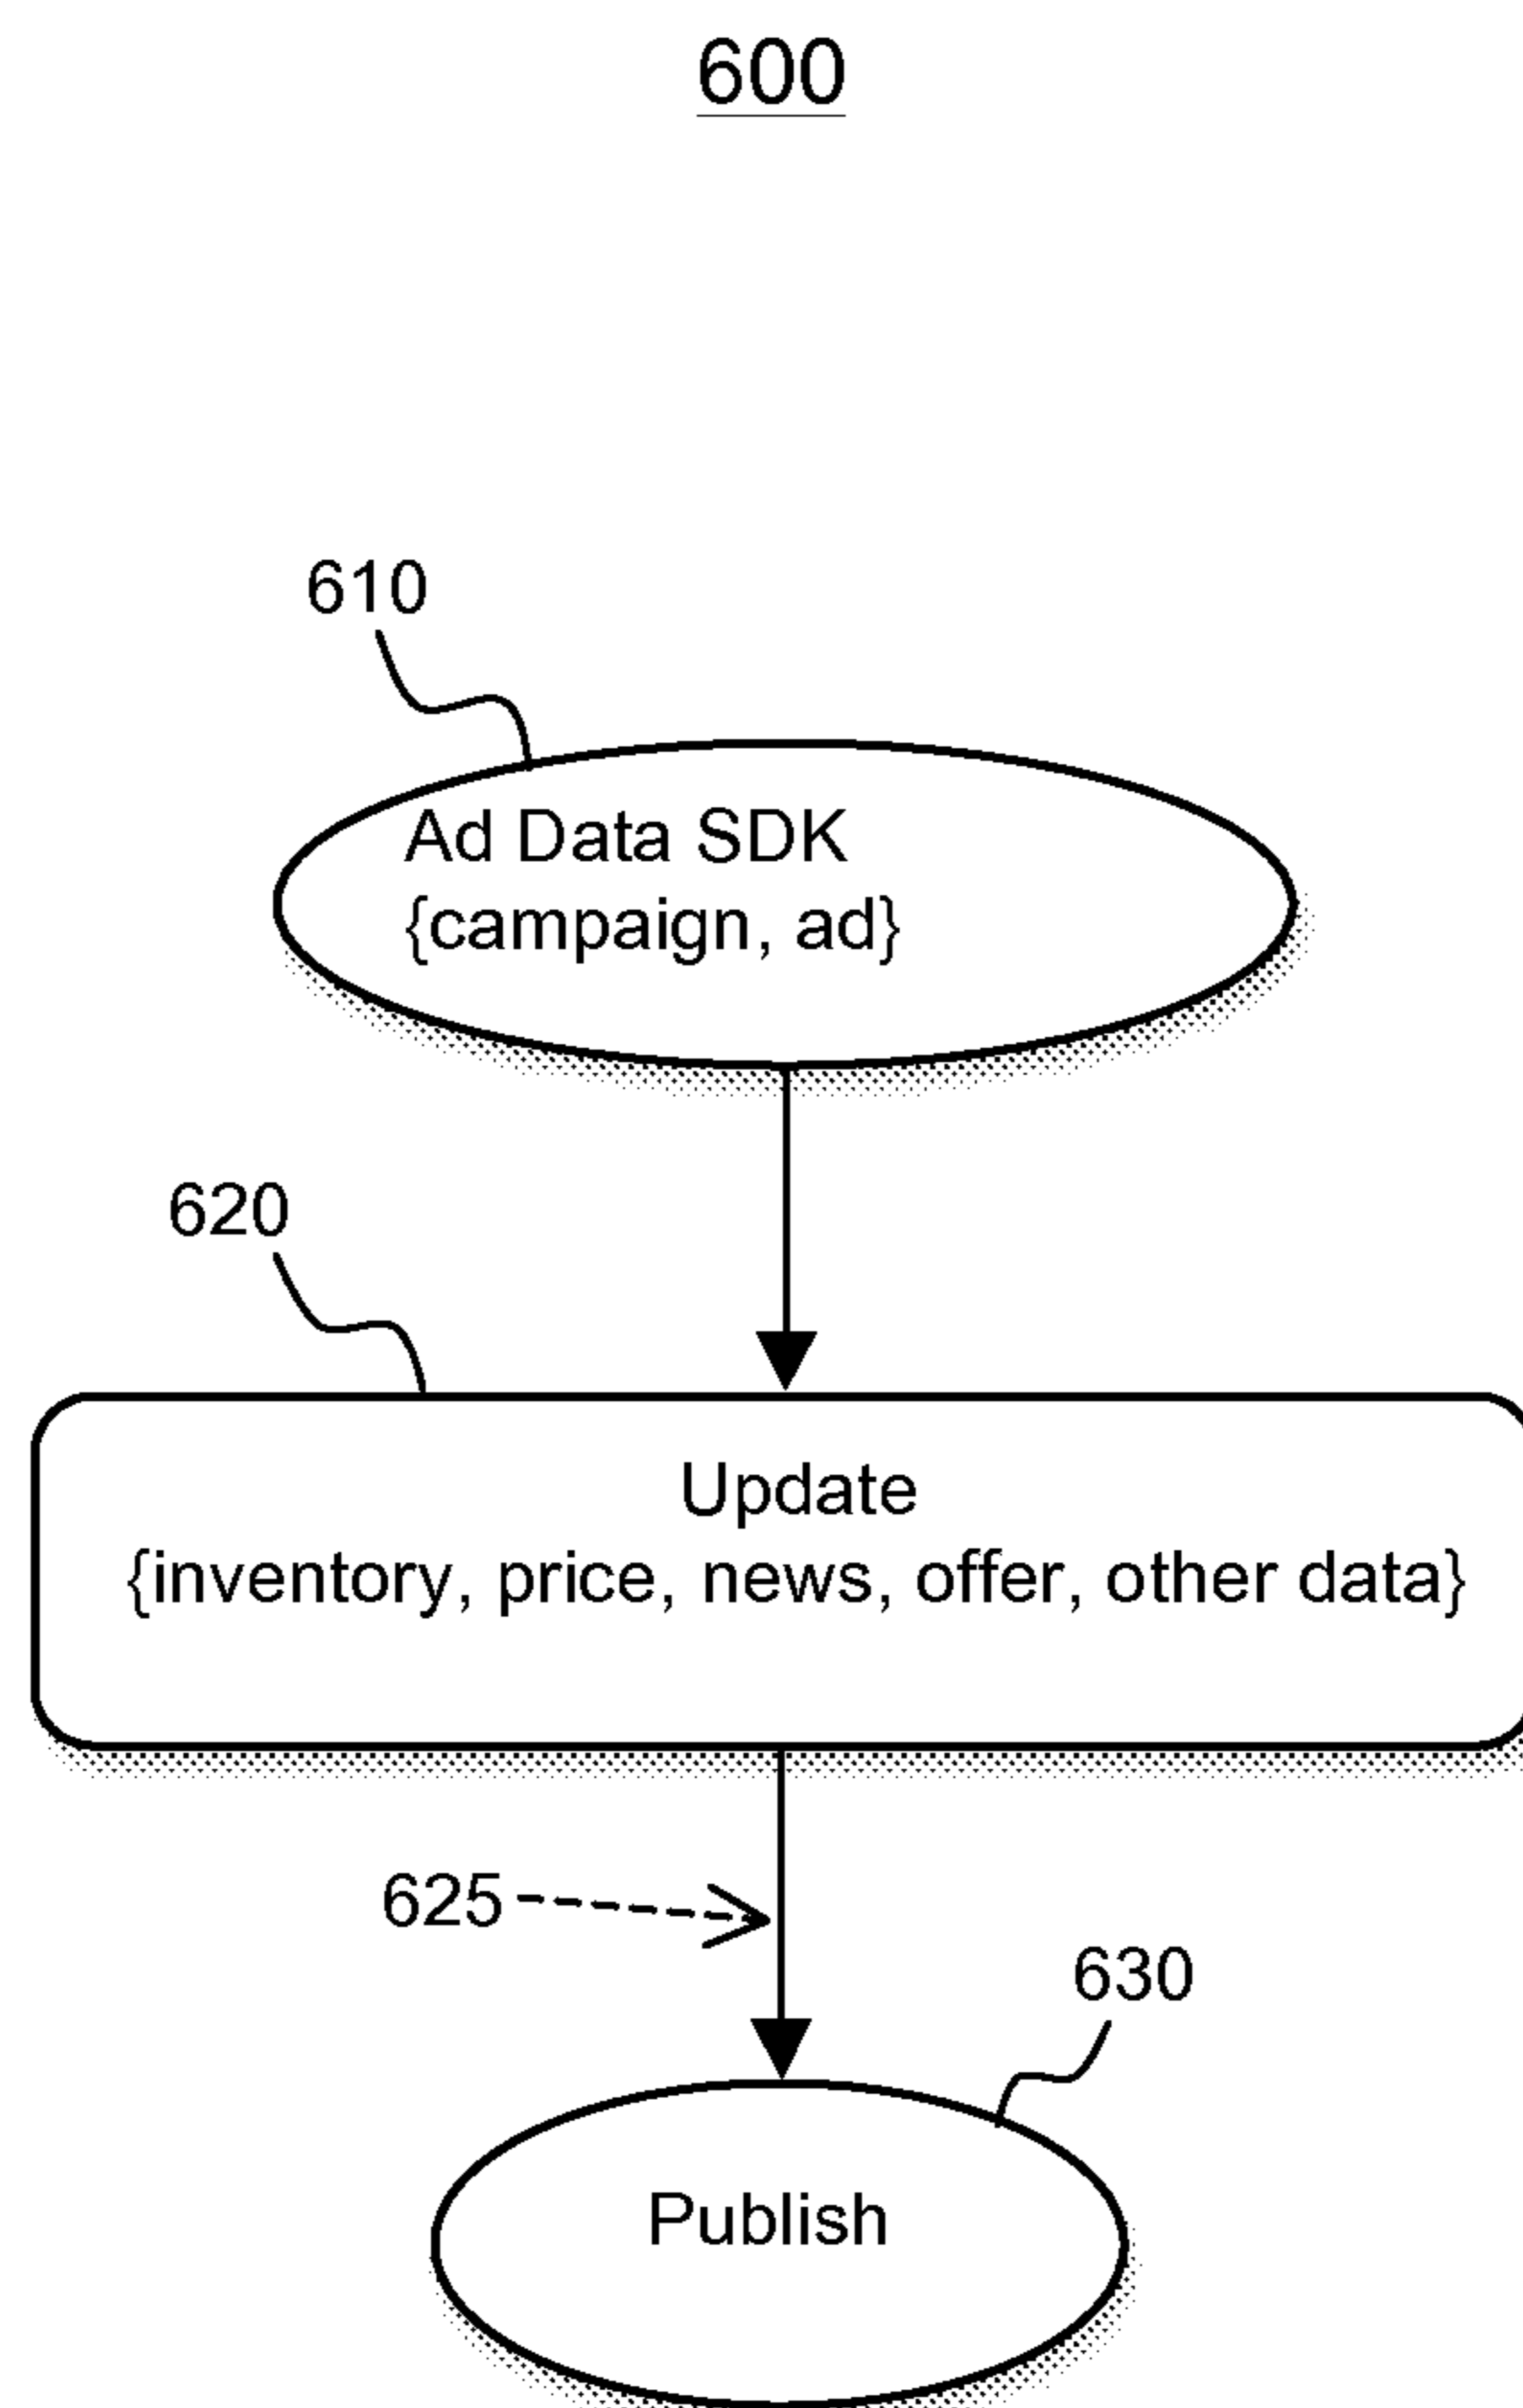 600
610
Ad Data SDK
{campaign, ad}
620
Update
{inventory, price, news, offer, other data}
625
630
Publish